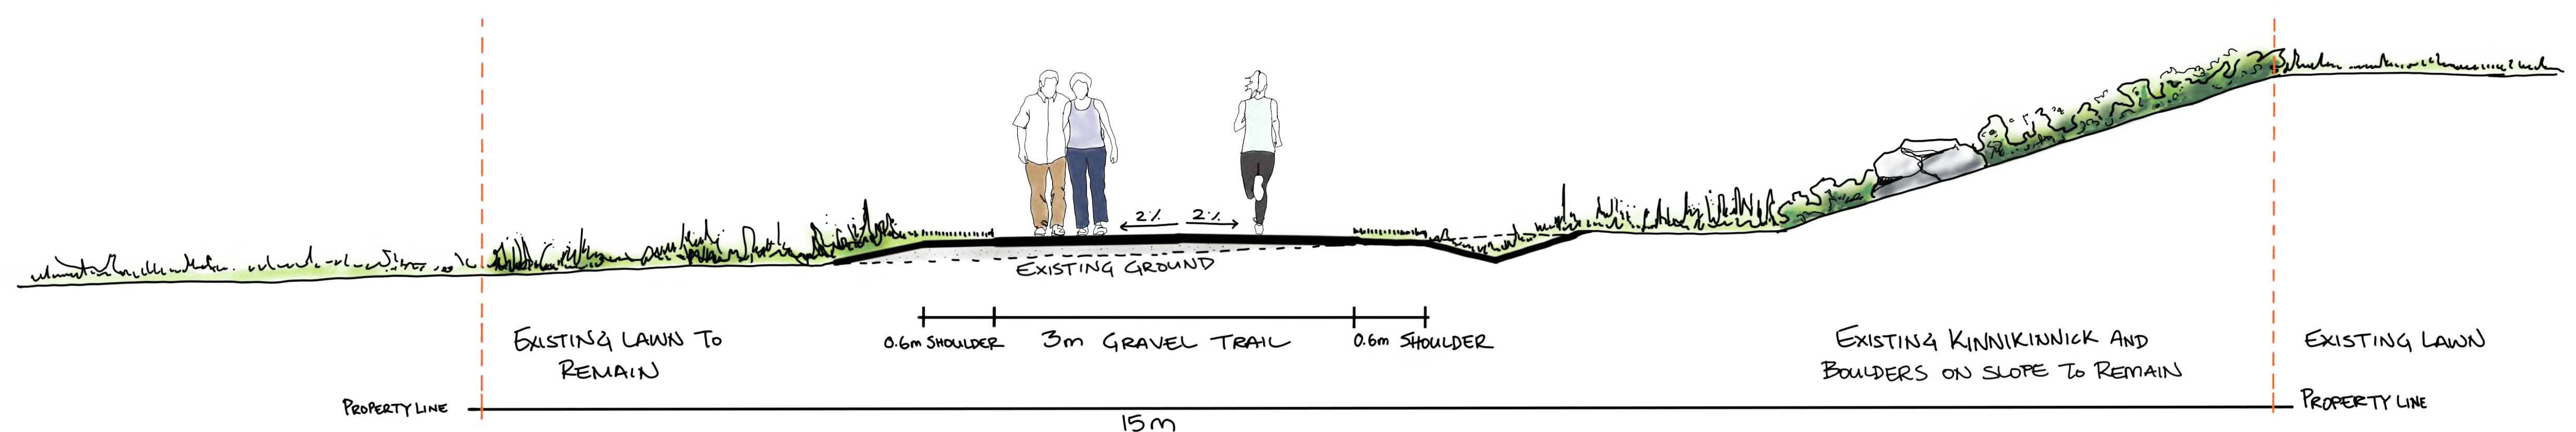 2% 2%
EXISTING GROUND
EXISTING LAWN TO
REMAIN
0.6m SHOULDER
3m GRAVEL TRAIL
0.6m SHOULDER
EXISTING KINNIKINNICK AND
BOULDERS ON SLOPE TO REMAIN
EXISTING LAWN
PROPERTY LINE
15m
PROPERTY LINE